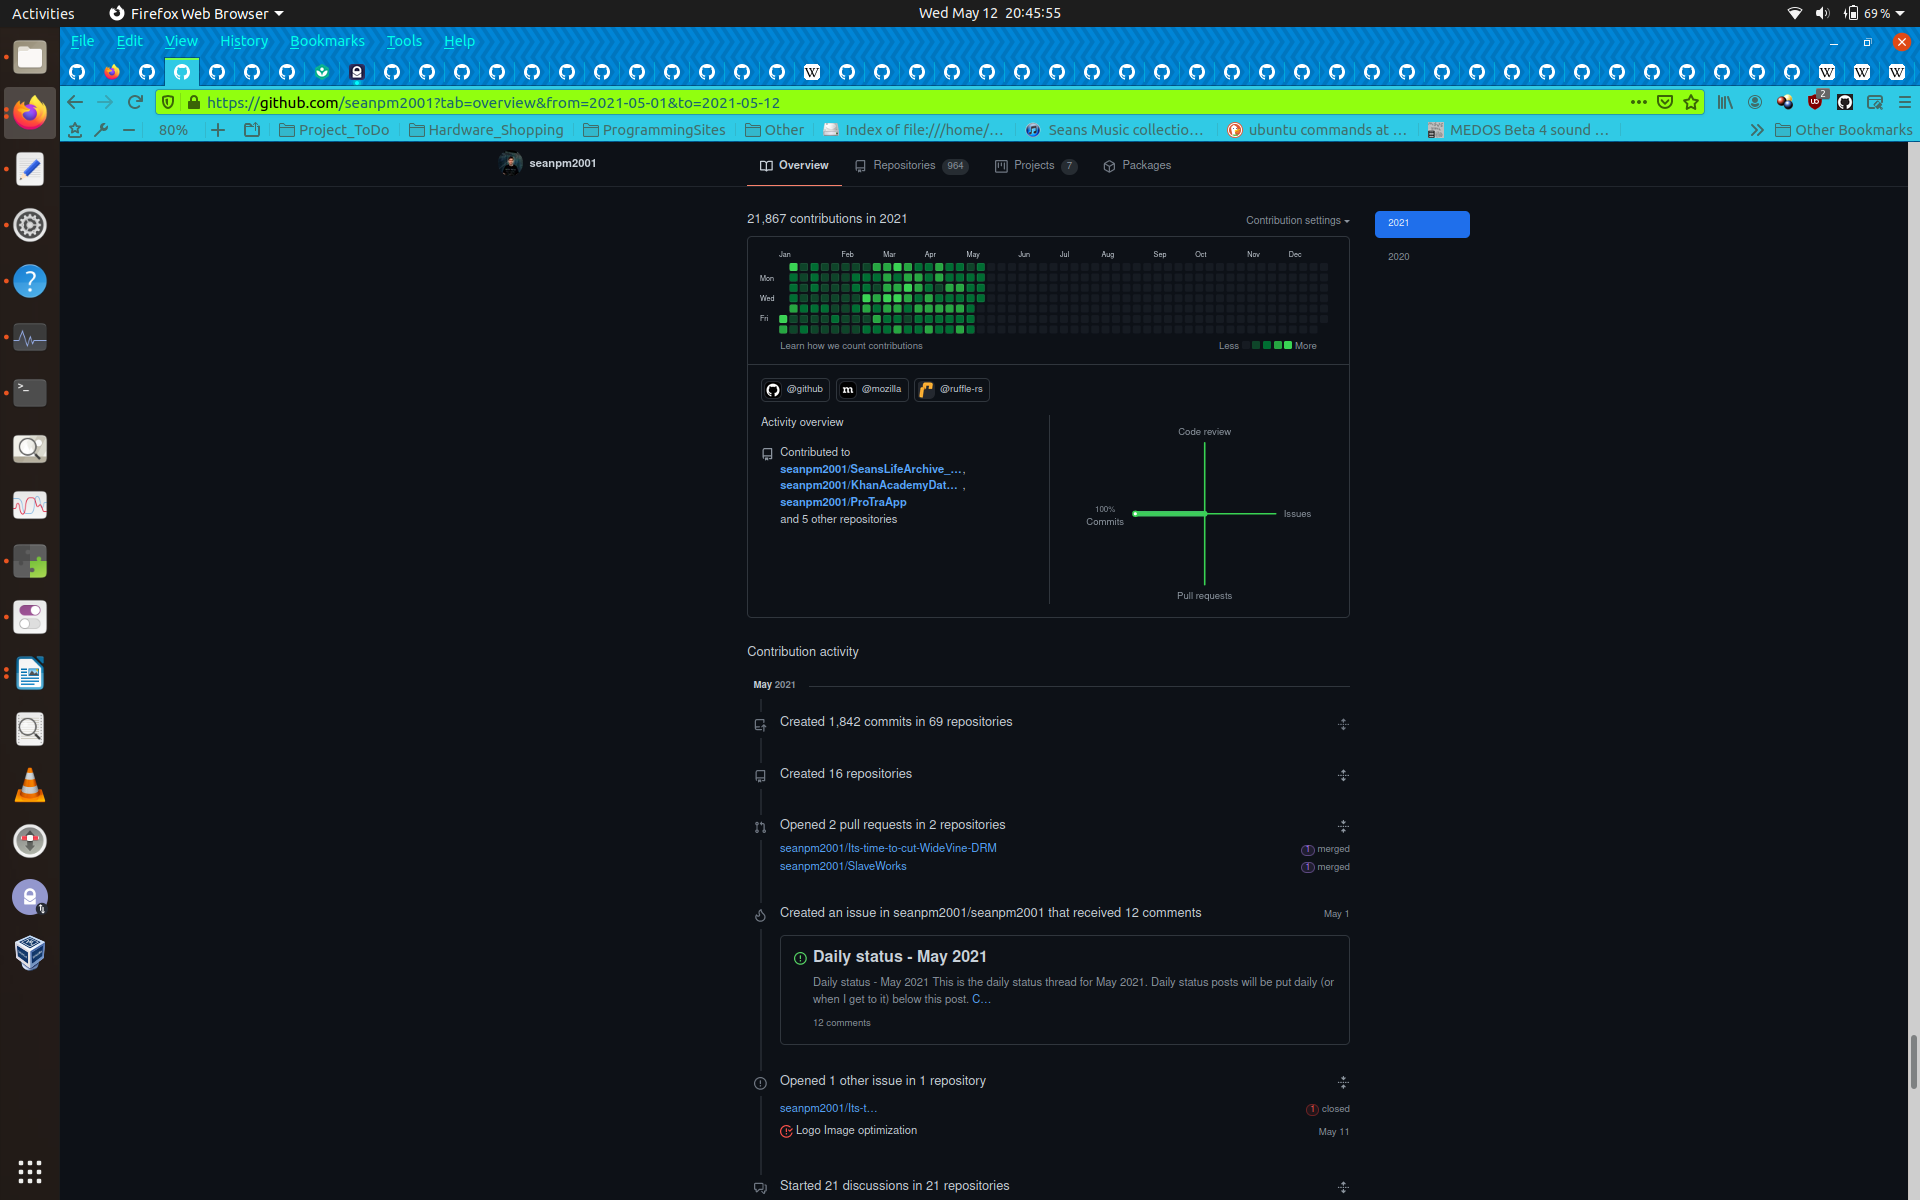 Activities
Firefox Web Browser
Wed May 12 20:45:55
69 %
File Edit View History Bookmarks Tools Help
https://github.com/seanpm2001?tab=overview&from=2021-05-01&to=2021-05-12
2
80%
Project_ToDo
Hardware_Shopping
ProgrammingSites
Other
Index of file:///home/...
Seans Music collectio...
ubuntu commands at ...
MEDOS Beta 4 sound ...
Other Bookmarks
seanpm2001
Overview
Repositories 964
Projects 7
Packages
21,867 contributions in 2021
Contribution settings
2021
2020
Jan Feb Mar Apr May Jun Jul Aug Sep Oct Nov Dec
Mon
Wed
Fri
Learn how we count contributions
Less More
@github
@mozilla
@ruffle-rs
Activity overview
Contributed to
seanpm2001/SeansLifeArchive_...,
seanpm2001/KhanAcademyDat... ,
seanpm2001/ProTraApp
and 5 other repositories
Code review
100%
Commits
Issues
Pull requests
Contribution activity
May 2021
Created 1,842 commits in 69 repositories
Created 16 repositories
Opened 2 pull requests in 2 repositories
seanpm2001/Its-time-to-cut-WideVine-DRM
1 merged
seanpm2001/SlaveWorks
1 merged
Created an issue in seanpm2001/seanpm2001 that received 12 comments
May 1
Daily status - May 2021
Daily status - May 2021 This is the daily status thread for May 2021. Daily status posts will be put daily (or
when I get to it) below this post. C...
12 comments
Opened 1 other issue in 1 repository
seanpm2001/Its-t...
1 closed
Logo Image optimization
May 11
Started 21 discussions in 21 repositories